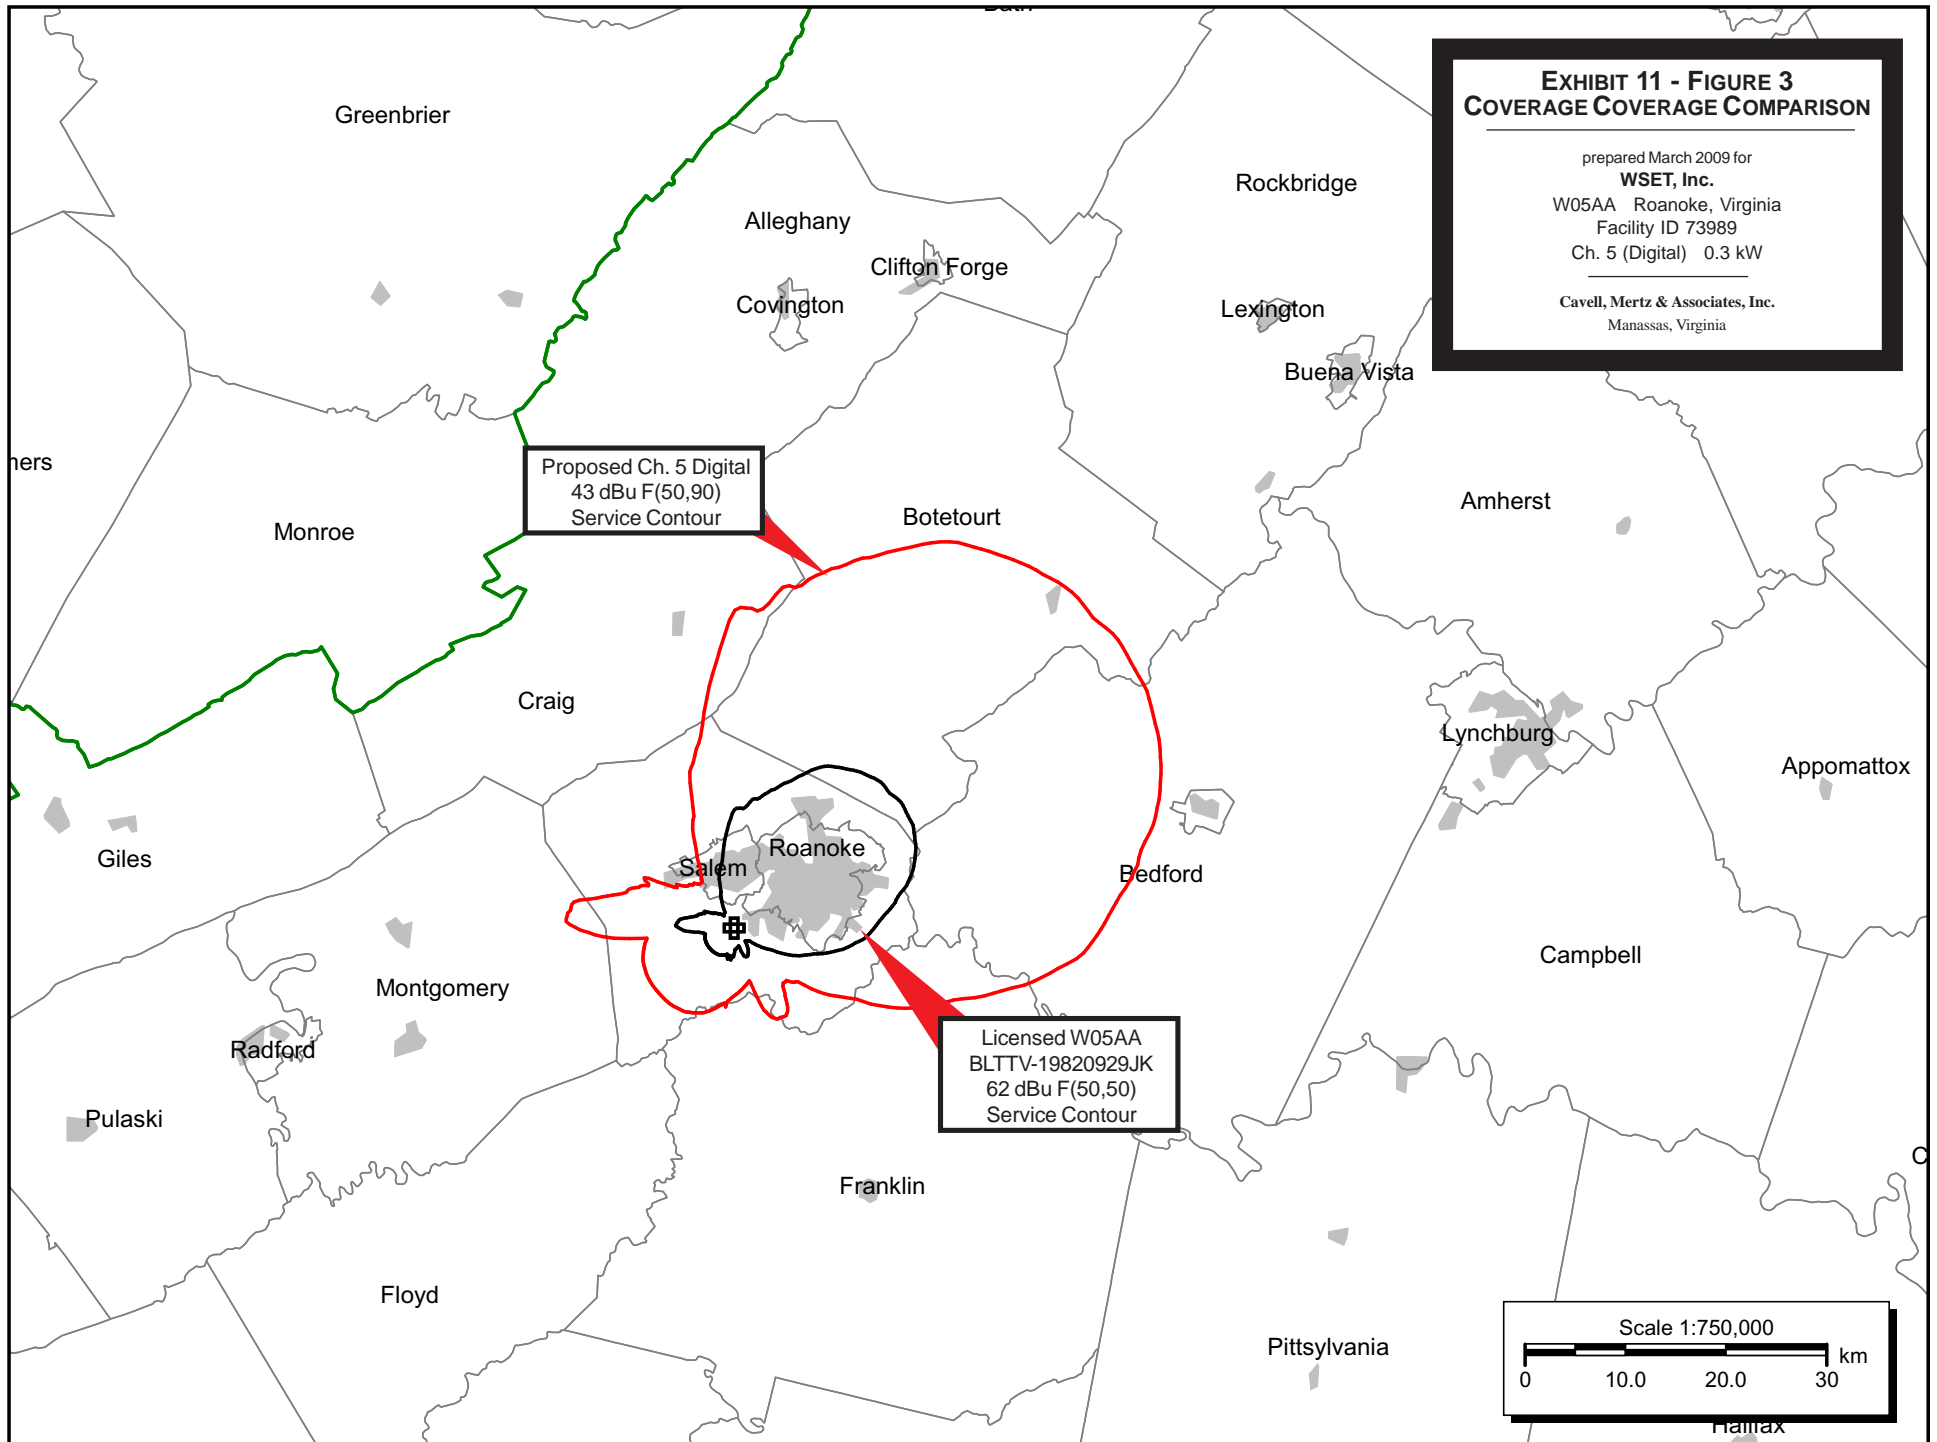 Bath
EXHIBIT 11 - FIGURE 3
COVERAGE COVERAGE COMPARISON
prepared March 2009 for
WSET, Inc.
W05AA Roanoke, Virginia
Facility ID 73989
Ch. 5 (Digital) 0.3 kW
Cavell, Mertz & Associates, Inc.
Manassas, Virginia
Greenbrier
Rockbridge
Alleghany
Clifton Forge
Covington
Lexington
Buena Vista
ners
Proposed Ch. 5 Digital
43 dBu F(50,90)
Service Contour
Monroe
Botetourt
Amherst
Craig
Lynchburg
Appomattox
Giles
Roanoke
Salem
Bedford
Campbell
Montgomery
Radford
Licensed W05AA
BLTTV-19820929JK
62 dBu F(50,50)
Service Contour
Pulaski
C
Franklin
Floyd
Pittsylvania
Scale 1:750,000
km
0 10.0 20.0 30
Halifax